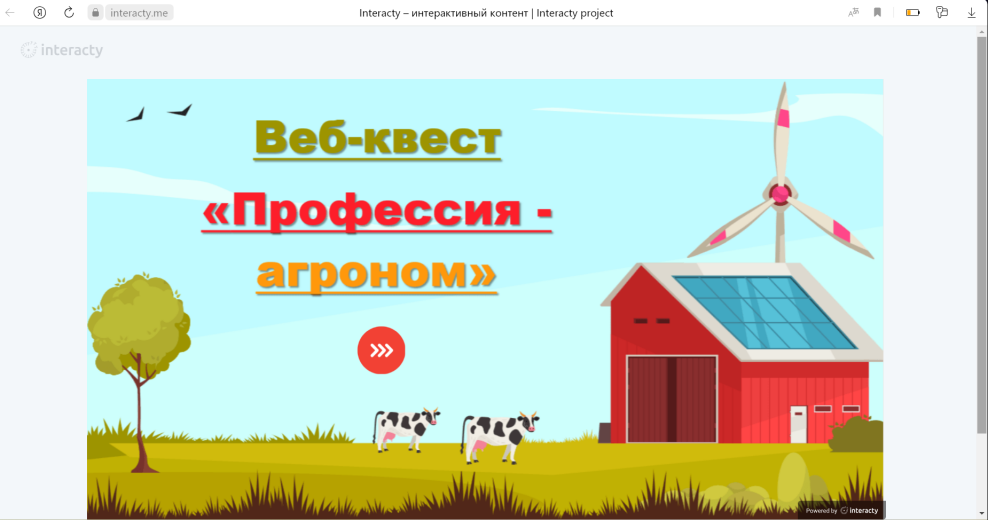 interacty.me
Interacty – интерактивный контент | Interacty project
interacty
Веб-квест
«Профессия -
агроном»
Powered by interacty